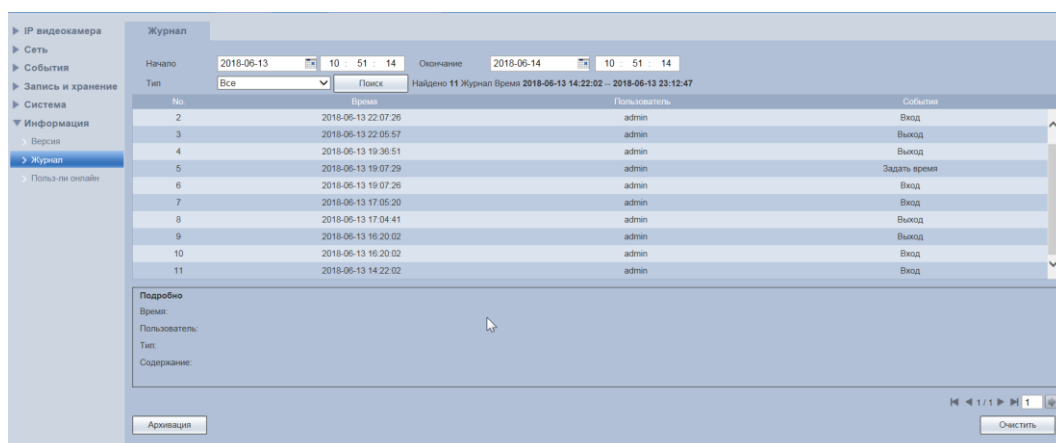 IP видеокамера
Сеть
События
Запись и хранение
Система
Информация
Версия
Журнал
Польз-ли онлайн
Журнал
Начало 2018-06-13 10 : 51 : 14 Окончание 2018-06-14 10 : 51 : 14
Тип Все Поиск Найдено 11 Журнал Время 2018-06-13 14:22:02 -- 2018-06-13 23:12:47
No. Время Пользователь События
2 2018-06-13 22:07:26 admin Вход
3 2018-06-13 22:05:57 admin Выход
4 2018-06-13 19:36:51 admin Выход
5 2018-06-13 19:07:29 admin Задать время
6 2018-06-13 19:07:26 admin Вход
7 2018-06-13 17:05:20 admin Вход
8 2018-06-13 17:04:41 admin Выход
9 2018-06-13 16:20:02 admin Выход
10 2018-06-13 16:20:02 admin Вход
11 2018-06-13 14:22:02 admin Вход
Подробно
Время:
Пользователь:
Тип:
Содержание:
1 / 1 1
Архивация Очистить